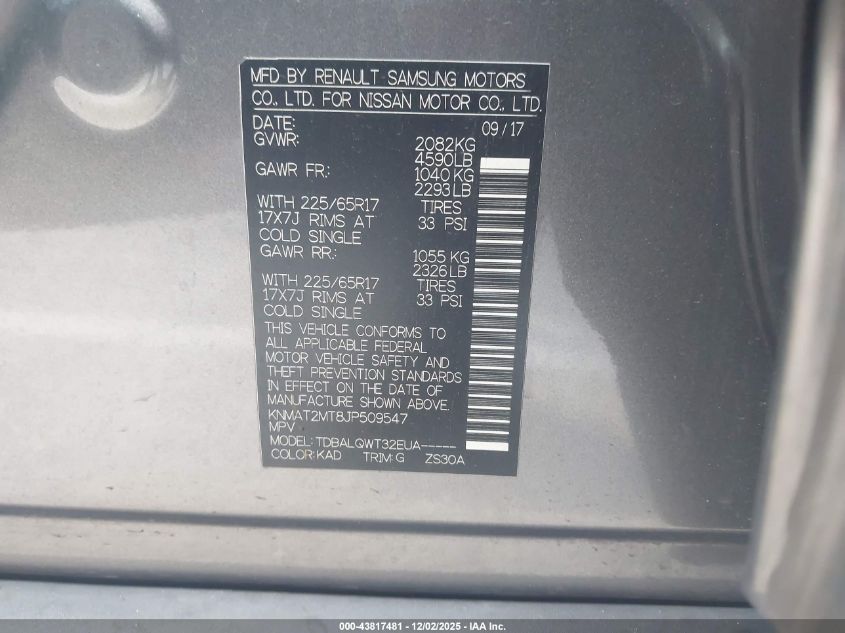 MFD BY RENAULT SAMSUNG MOTORS
CO., LTD. FOR NISSAN MOTOR CO., LTD.
DATE: 09/17
GVWR: 2082KG
4590LB
GAWR FR.: 1040 KG
2293LB
WITH 225/65R17 TIRES
17X7J RIMS AT 33 PSI
COLD SINGLE
GAWR RR.: 1055 KG
2326LB
WITH 225/65R17 TIRES
17X7J RIMS AT 33 PSI
COLD SINGLE
THIS VEHICLE CONFORMS TO
ALL APPLICABLE FEDERAL
MOTOR VEHICLE SAFETY AND
THEFT PREVENTION STANDARDS
IN EFFECT ON THE DATE OF
MANUFACTURE SHOWN ABOVE.
KNMAT2MT8JP509547
MPV
MODEL: TDBALQWT32EUA-----
COLOR:KAD TRIM:G ZS30A
000-43817481 - 12/02/2025 - IAA Inc.